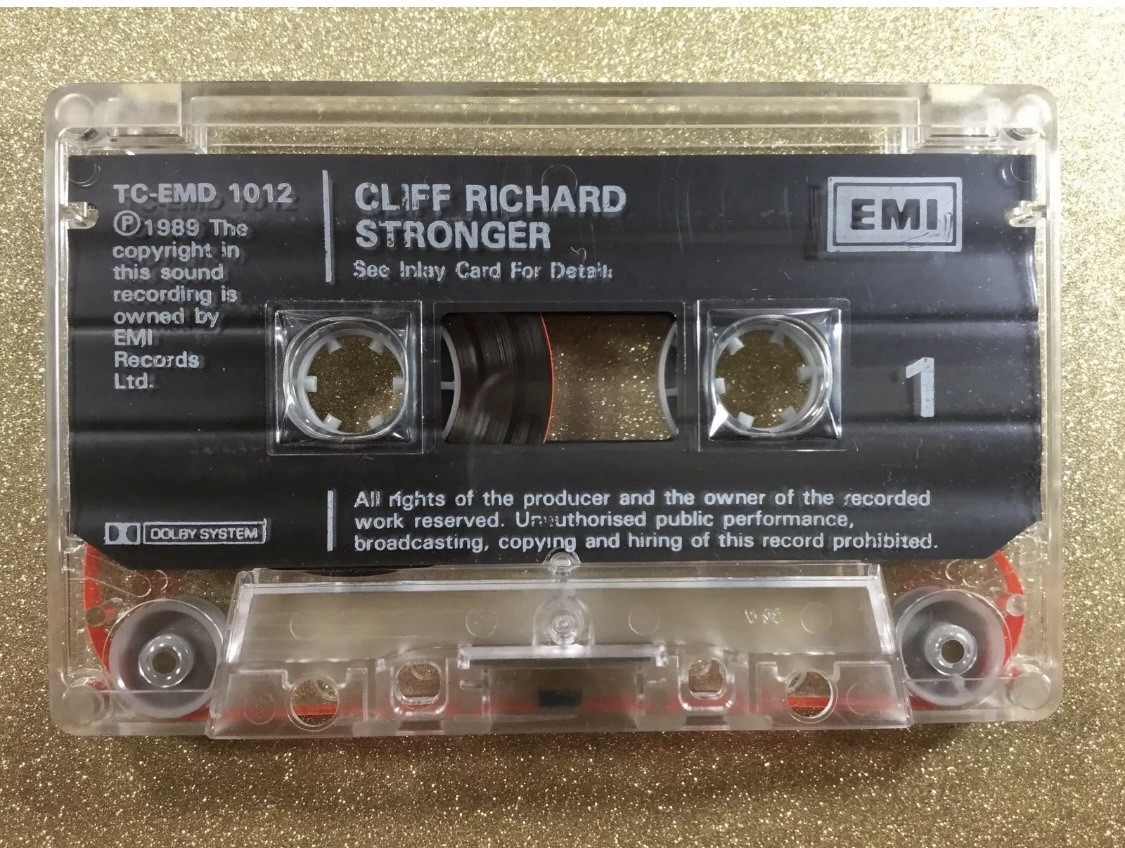 TC-EMD 1012
Ⓟ1989 The
copyright in
this sound
recording is
owned by
EMI
Records
Ltd.
CLIFF RICHARD
STRONGER
See Inlay Card For Details
EMI
1
DOLBY SYSTEM
All rights of the producer and the owner of the recorded
work reserved. Unauthorised public performance,
broadcasting, copying and hiring of this record prohibited.